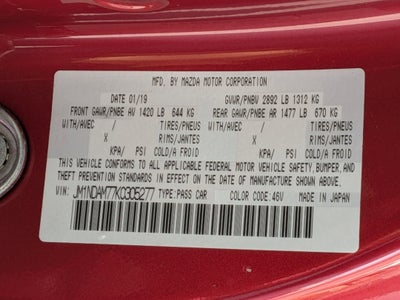 MFD. BY MAZDA MOTOR CORPORATION
DATE 01/19 GVWR/PNBV 2892 LB 1312 KG
FRONT GAWR/PNBE AV 1420 LB 644 KG REAR GAWR/PNBE AR 1477 LB 670 KG
WITH/AVEC / TIRES/PNEUS WITH/AVEC / TIRES/PNEUS
X RIMS/JANTES X RIMS/JANTES
KPA/ PSI COLD/FROID KPA/ PSI COLD/FROID
THIS VEHICLE CONFORMS TO ALL APPLICABLE FEDERAL MOTOR VEHICLE SAFETY, BUMPER, AND
THEFT PREVENTION STANDARDS IN EFFECT ON THE DATE OF MANUFACTURE SHOWN ABOVE.
VIN: JM1NDAM77K0305277 TYPE:PASS CAR COLOR CODE:46V MADE IN JAPAN